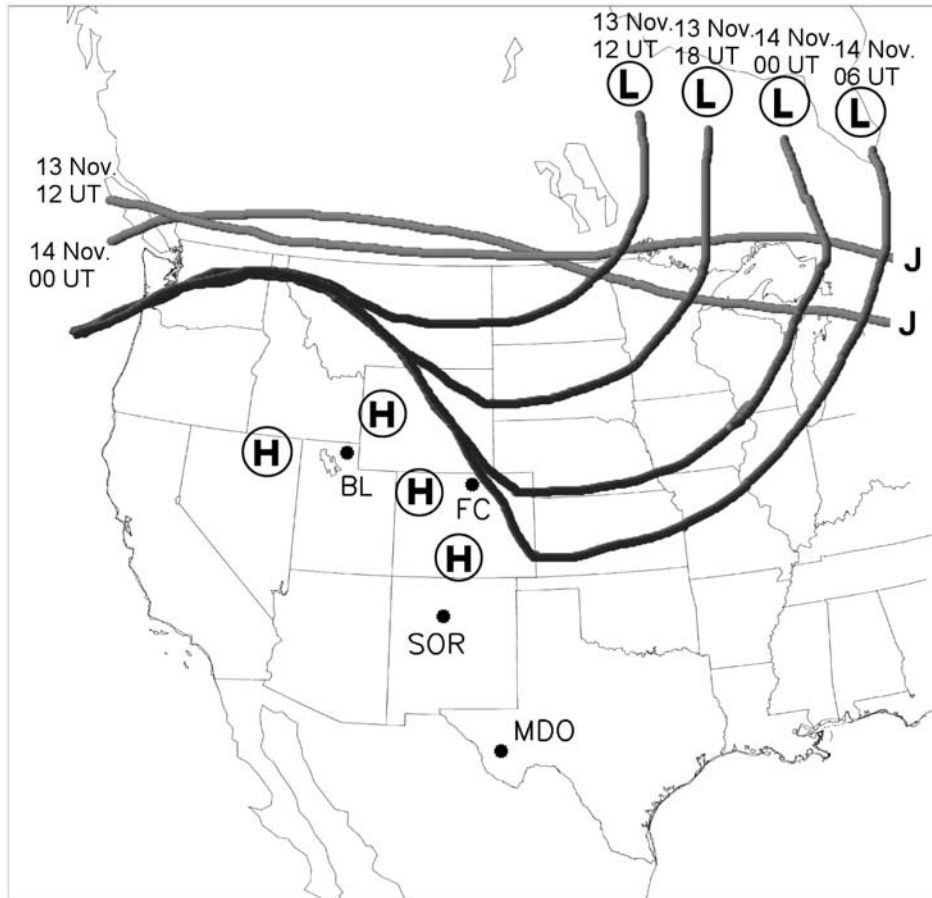 13 Nov.
12 UT
13 Nov.
18 UT
14 Nov.
00 UT
14 Nov.
06 UT
L
L
L
L
13 Nov.
12 UT
14 Nov.
00 UT
J
J
H
H
H
H
BL
FC
SOR
MDO